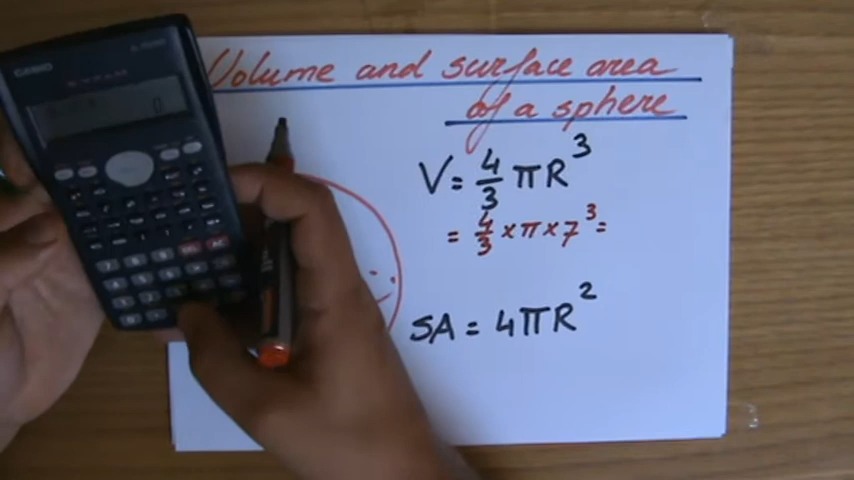 CASIO
Volume and surface area
of a sphere
V = 4/3 πR³
= 4/3 × π × 7³ =
SA = 4πR²